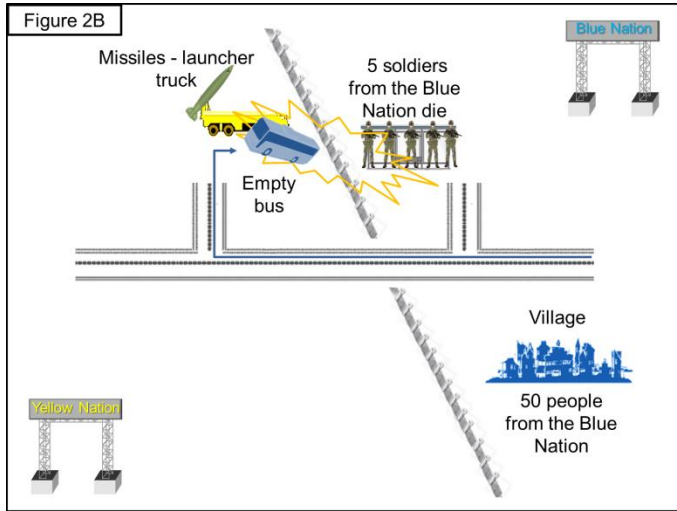 Figure 2B
Blue Nation
Missiles - launcher
truck
5 soldiers
from the Blue
Nation die
Empty
bus
Village
50 people
from the Blue
Nation
Yellow Nation